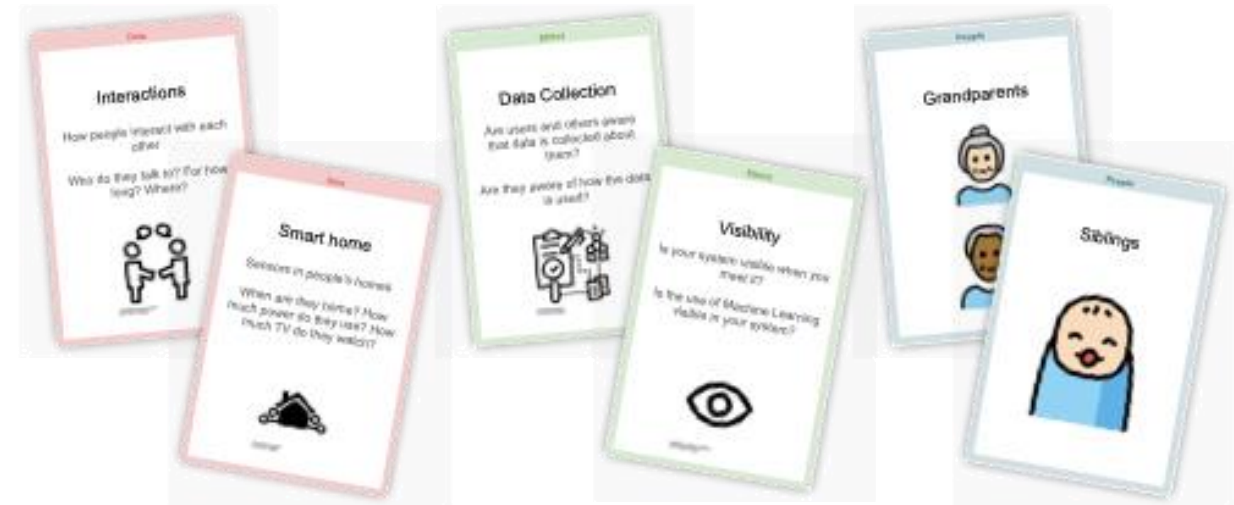 Data
Interactions
How people interact with each
other
Who do they talk to? For how
long? Where?
Data
Smart home
Sensors in people's homes
When are they home? How
much power do they use? How
much TV do they watch?
Data Collection
Are users and others aware
that data is collected about
them?
Are they aware of how the data
is used?
Visibility
Is your system visible when you
meet it?
Is the use of Machine Learning
visible in your system?
People
Grandparents
People
Siblings